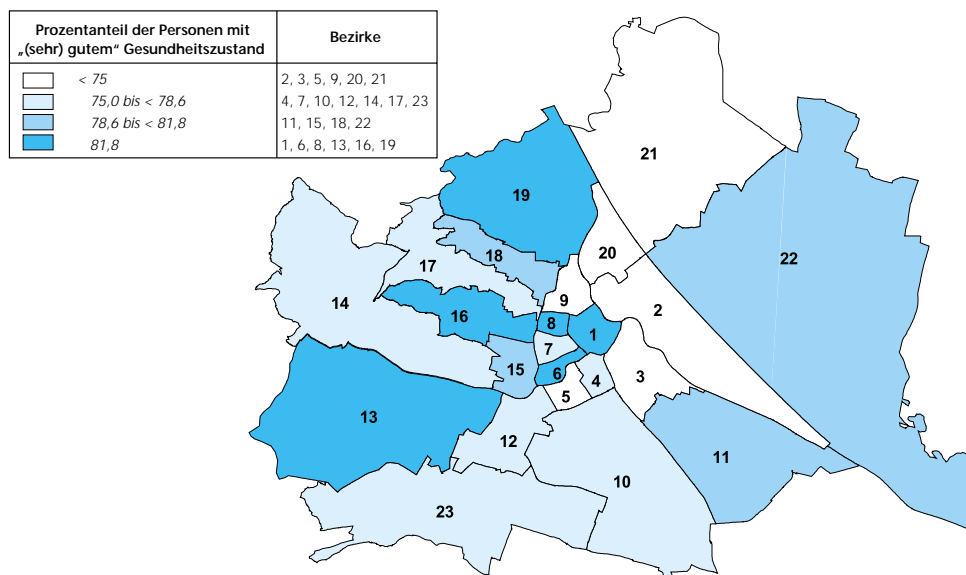 Prozentanteil der Personen mit
„(sehr) gutem“ Gesundheitszustand
Bezirke
< 75
2, 3, 5, 9, 20, 21
75,0 bis < 78,6
4, 7, 10, 12, 14, 17, 23
78,6 bis < 81,8
11, 15, 18, 22
81,8
1, 6, 8, 13, 16, 19
21
19
20
18
22
17
14
9
2
16
8
1
7
15
6
4
3
5
13
12
11
10
23